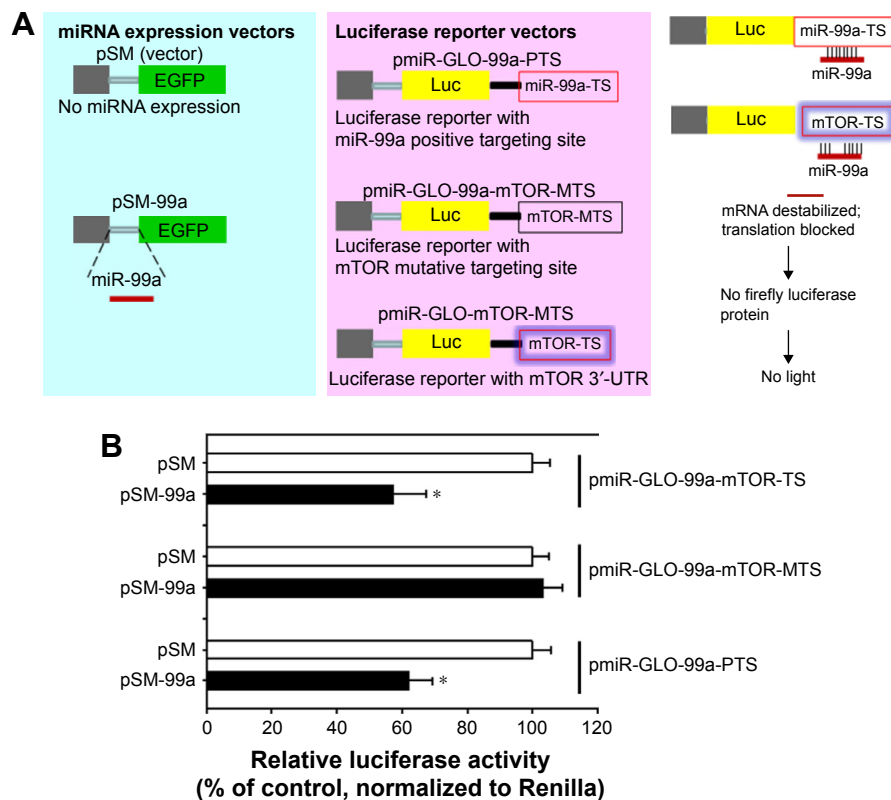 A
miRNA expression vectors
pSM (vector)
EGFP
No miRNA expression
pSM-99a
EGFP
miR-99a
Luciferase reporter vectors
pmiR-GLO-99a-PTS
Luc
miR-99a-TS
Luciferase reporter with
miR-99a positive targeting site
pmiR-GLO-99a-mTOR-MTS
Luc
mTOR-MTS
Luciferase reporter with
mTOR mutative targeting site
pmiR-GLO-mTOR-MTS
Luc
mTOR-TS
Luciferase reporter with mTOR 3′-UTR
Luc
miR-99a-TS
miR-99a
Luc
mTOR-TS
miR-99a
mRNA destabilized;
translation blocked
No firefly luciferase
protein
No light
B
pSM
pSM-99a
*
pmiR-GLO-99a-mTOR-TS
pSM
pSM-99a
pmiR-GLO-99a-mTOR-MTS
pSM
pSM-99a
*
pmiR-GLO-99a-PTS
0 20 40 60 80 100 120
Relative luciferase activity
(% of control, normalized to Renilla)